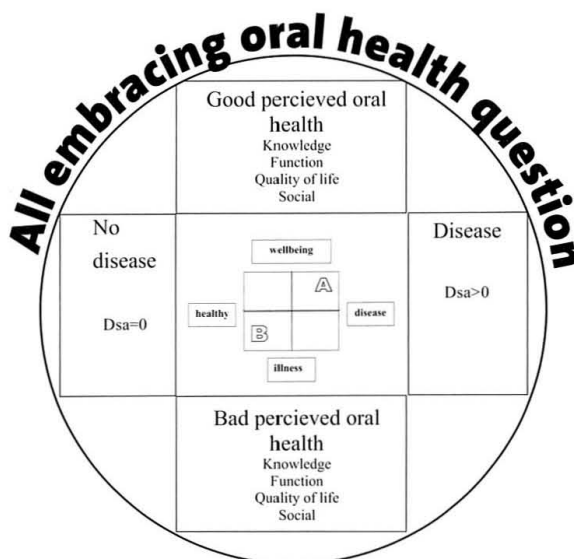 All embracing oral health question
Good percieved oral
health
Knowledge
Function
Quality of life
Social
No
disease
Dsa=0
wellbeing
A
healthy
disease
B
illness
Disease
Dsa>0
Bad percieved oral
health
Knowledge
Function
Quality of life
Social